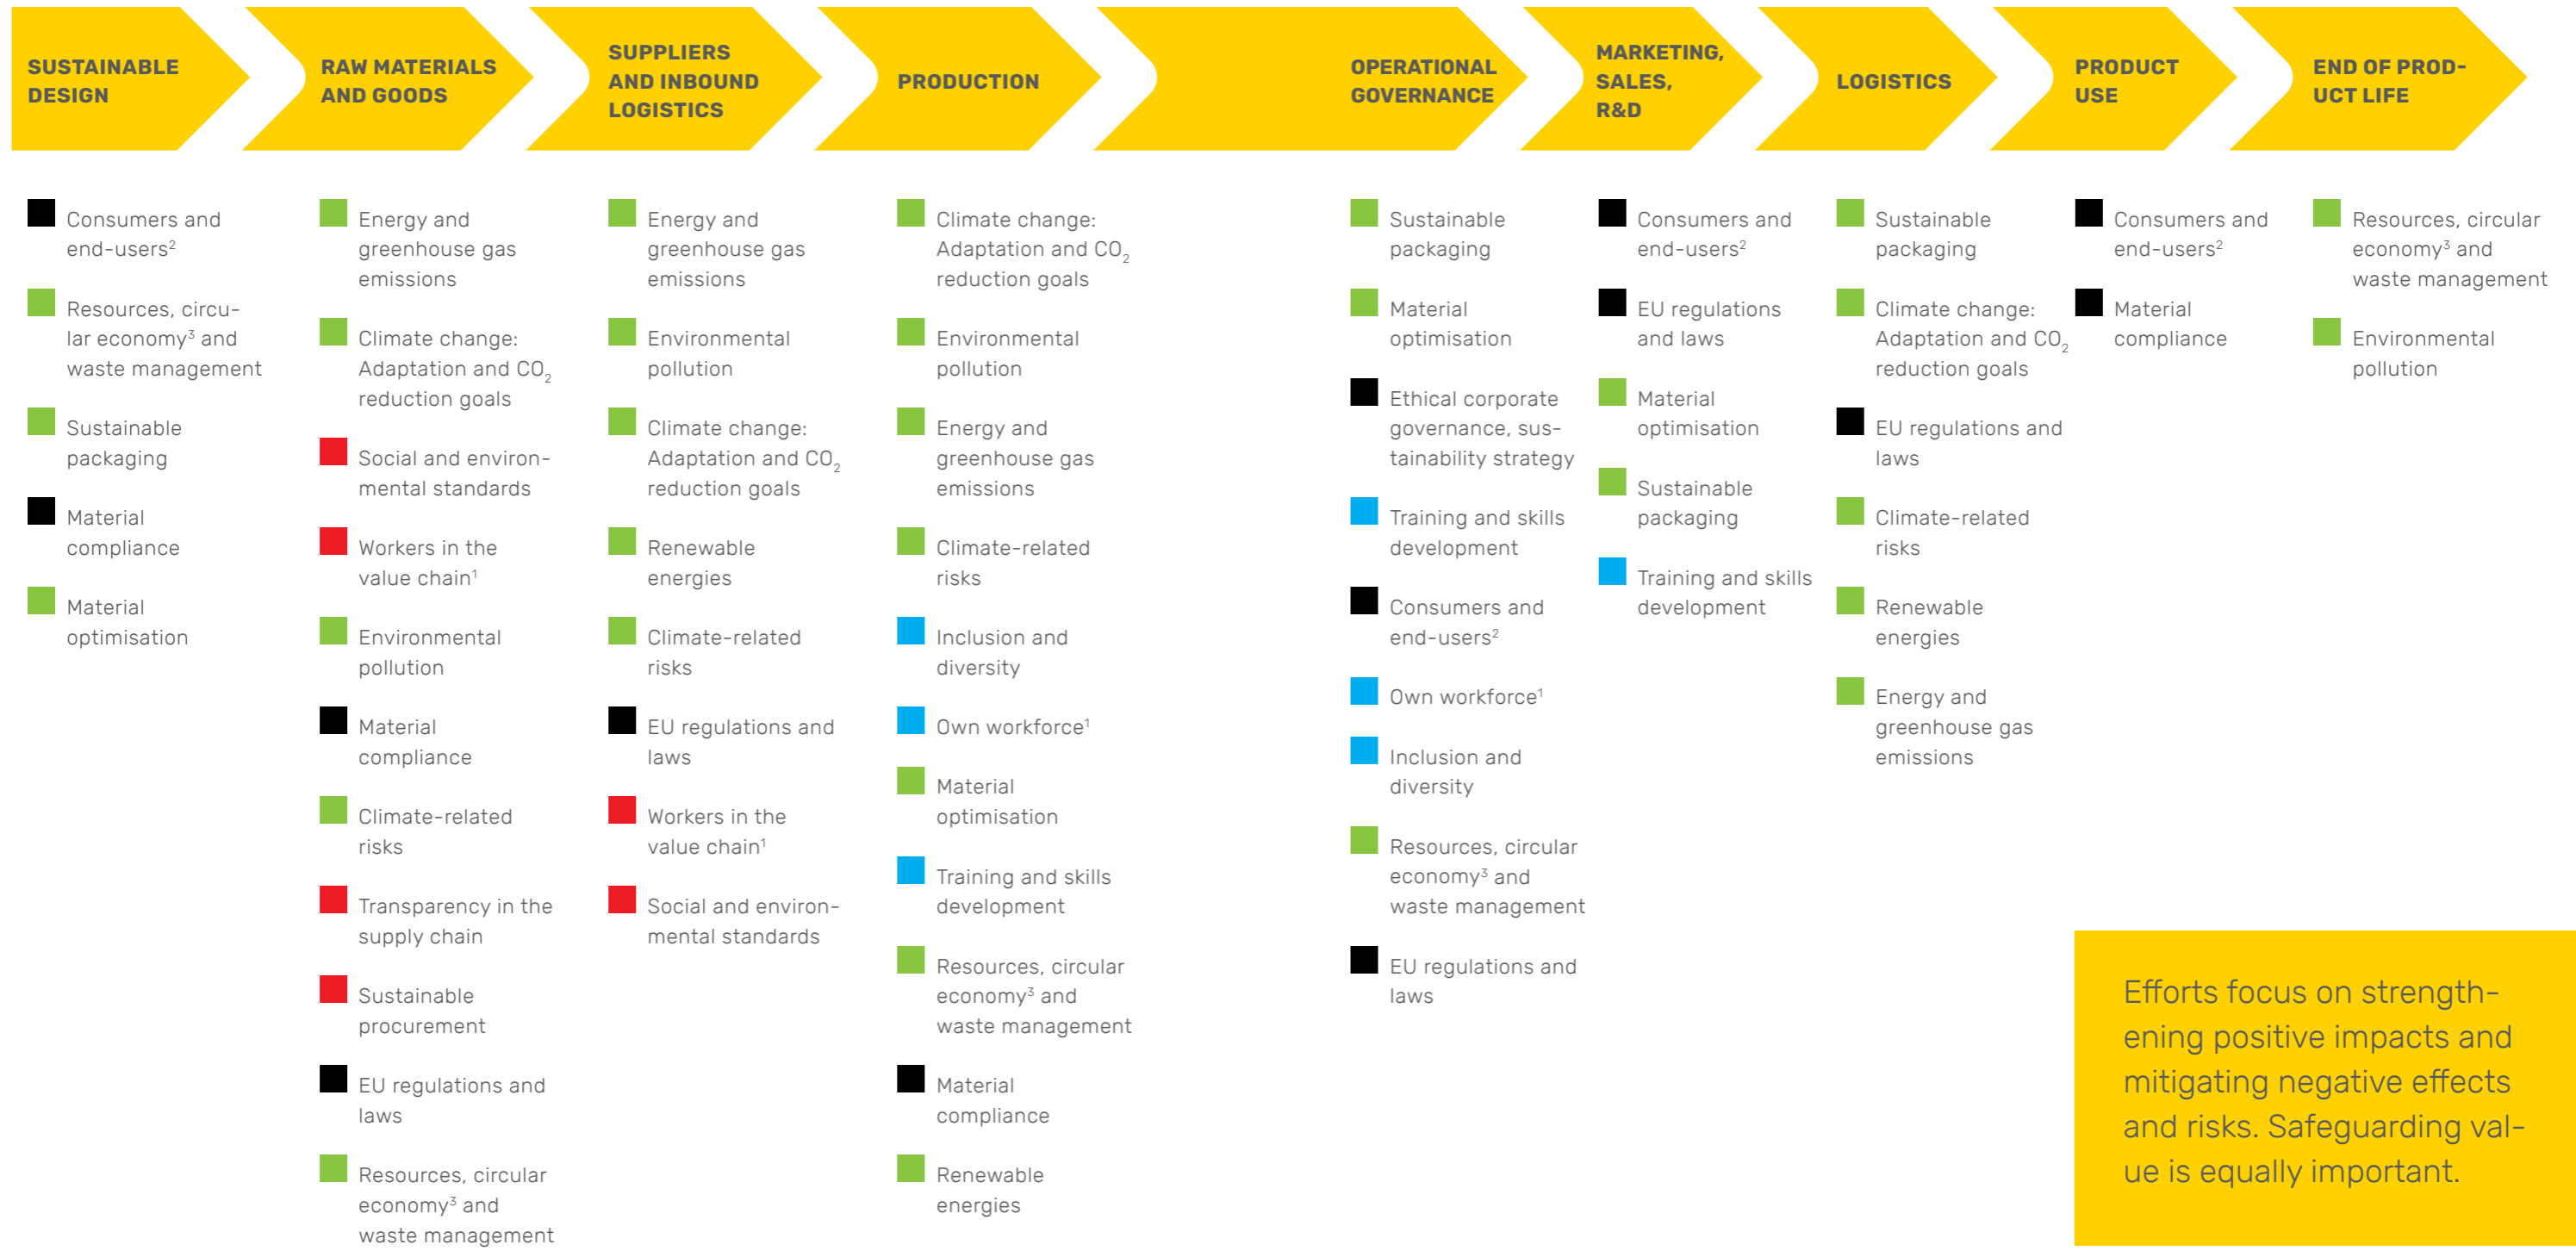 SUSTAINABLE
DESIGN
RAW MATERIALS
AND GOODS
SUPPLIERS
AND INBOUND
LOGISTICS
PRODUCTION
OPERATIONAL
GOVERNANCE
MARKETING,
SALES,
R&D
LOGISTICS
PRODUCT
USE
END OF PROD-
UCT LIFE
Consumers and
end-users²
Resources, circu-
lar economy³ and
waste management
Sustainable
packaging
Material
compliance
Material
optimisation
Energy and
greenhouse gas
emissions
Climate change:
Adaptation and CO₂
reduction goals
Social and environ-
mental standards
Workers in the
value chain¹
Environmental
pollution
Material
compliance
Climate-related
risks
Transparency in the
supply chain
Sustainable
procurement
EU regulations and
laws
Resources, circular
economy³ and
waste management
Energy and
greenhouse gas
emissions
Environmental
pollution
Climate change:
Adaptation and CO₂
reduction goals
Renewable
energies
Climate-related
risks
EU regulations and
laws
Workers in the
value chain¹
Social and environ-
mental standards
Climate change:
Adaptation and CO₂
reduction goals
Environmental
pollution
Energy and
greenhouse gas
emissions
Climate-related
risks
Inclusion and
diversity
Own workforce¹
Material
optimisation
Training and skills
development
Resources, circular
economy³ and
waste management
Material
compliance
Renewable
energies
Sustainable
packaging
Material
optimisation
Ethical corporate
governance, sus-
tainability strategy
Training and skills
development
Consumers and
end-users²
Own workforce¹
Inclusion and
diversity
Resources, circular
economy³ and
waste management
EU regulations and
laws
Consumers and
end-users²
EU regulations
and laws
Material
optimisation
Sustainable
packaging
Training and skills
development
Sustainable
packaging
Climate change:
Adaptation and CO₂
reduction goals
EU regulations and
laws
Climate-related
risks
Renewable
energies
Energy and
greenhouse gas
emissions
Consumers and
end-users²
Material
compliance
Resources, circular
economy³ and
waste management
Environmental
pollution
Efforts focus on strength-
ening positive impacts and
mitigating negative effects
and risks. Safeguarding val-
ue is equally important.